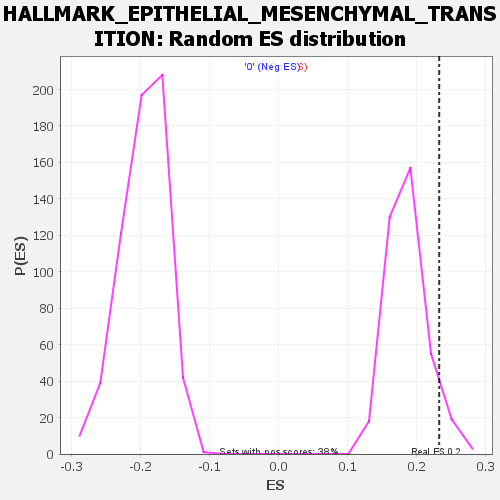 HALLMARK_EPITHELIAL_MESENCHYMAL_TRANS
ITION: Random ES distribution
'0' (Neg ES)
P(ES)
200
180
160
140
120
100
80
60
40
20
0
Sets with pos scores: 38%
Real ES 0.2
-0.3 -0.2 -0.1 0.0 0.1 0.2 0.3
ES